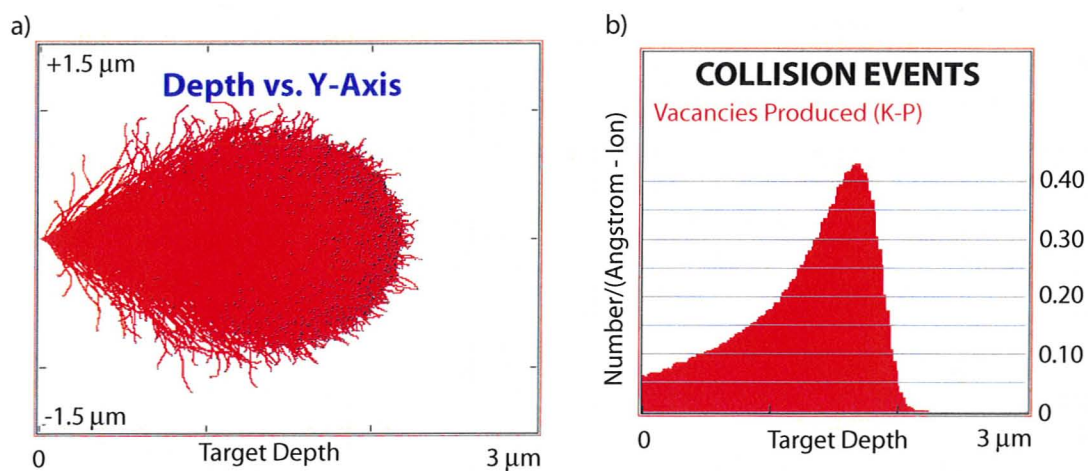 a)
+1.5 μm
Depth vs. Y-Axis
-1.5 μm
0
Target Depth
3 μm
b)
COLLISION EVENTS
Vacancies Produced (K-P)
Number/(Angstrom - Ion)
0.40
0.30
0.20
0.10
0
0
Target Depth
3 μm